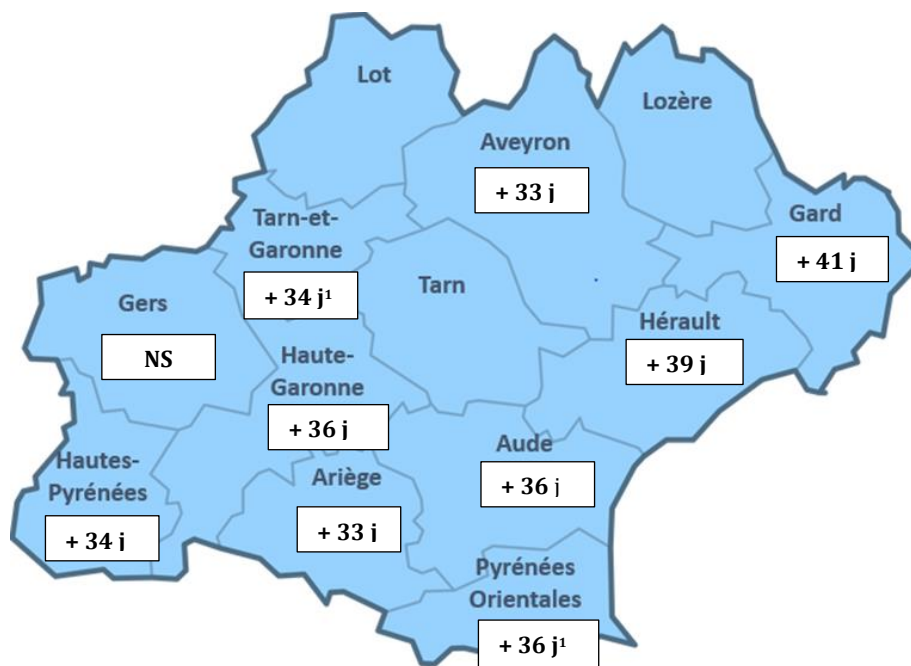 Lot
Lozère
Aveyron
+ 33 j
Gard
+ 41 j
Tarn-et-
Garonne
+ 34 j¹
Tarn
Gers
NS
Hérault
+ 39 j
Haute-
Garonne
+ 36 j
Aude
+ 36 j
Hautes-
Pyrénées
+ 34 j
Ariège
+ 33 j
Pyrénées
Orientales
+ 36 j¹